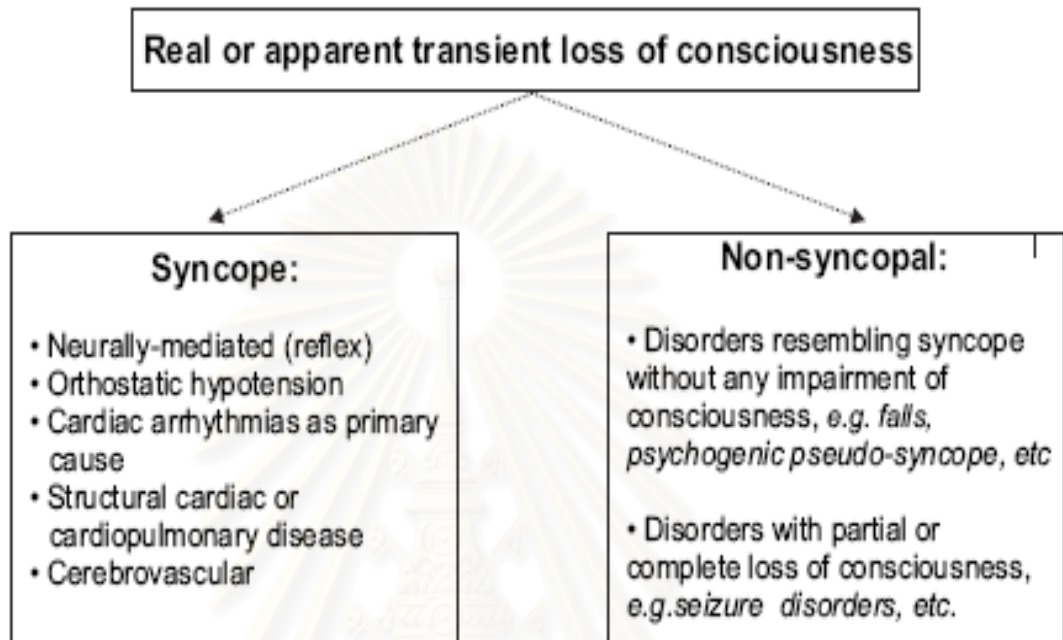 Real or apparent transient loss of consciousness
Syncope:
• Neurally-mediated (reflex)
• Orthostatic hypotension
• Cardiac arrhythmias as primary
cause
• Structural cardiac or
cardiopulmonary disease
• Cerebrovascular
Non-syncopal:
• Disorders resembling syncope
without any impairment of
consciousness, e.g. falls,
psychogenic pseudo-syncope, etc
• Disorders with partial or
complete loss of consciousness,
e.g.seizure disorders, etc.